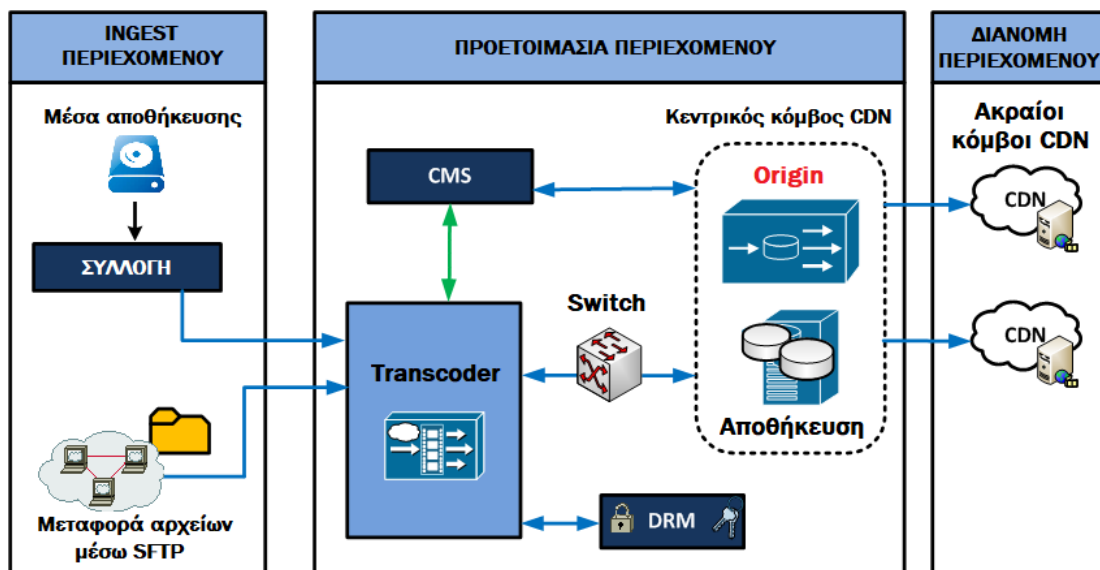 INGEST
ΠΕΡΙΕΧΟΜΕΝΟΥ
Μέσα αποθήκευσης
ΣΥΛΛΟΓΗ
Μεταφορά αρχείων
μέσω SFTP
ΠΡΟΕΤΟΙΜΑΣΙΑ ΠΕΡΙΕΧΟΜΕΝΟΥ
Κεντρικός κόμβος CDN
CMS
Origin
Switch
Transcoder
Αποθήκευση
DRM
ΔΙΑΝΟΜΗ
ΠΕΡΙΕΧΟΜΕΝΟΥ
Ακραίοι
κόμβοι CDN
CDN
CDN